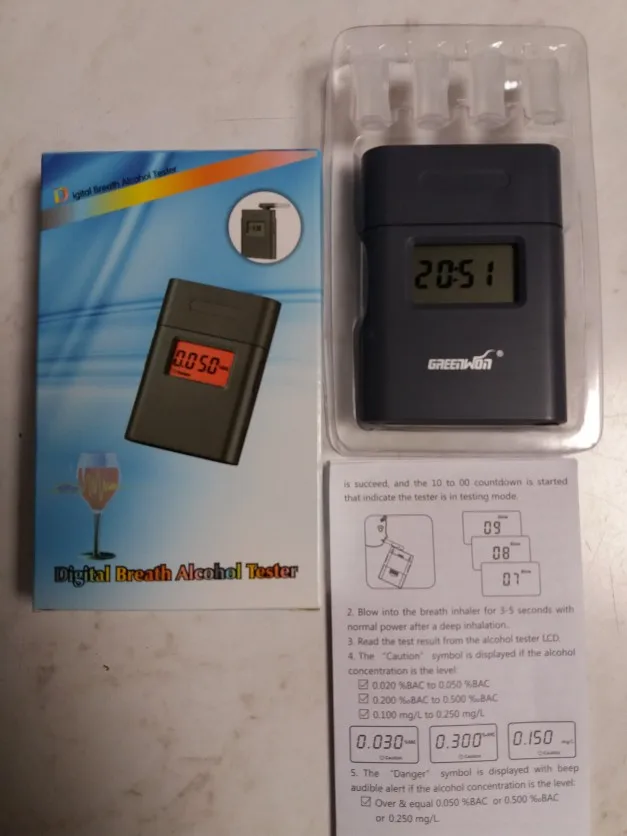 Digital Breath Alcohol Tester
0.050
Caution
Digital Breath Alcohol Tester
20:51
GREENWON ®
is succeed, and the 10 to 00 countdown is started
that indicate the tester is in testing mode.
09
08
07
2. Blow into the breath inhaler for 3-5 seconds with
normal power after a deep inhalation.
3. Read the test result from the alcohol tester LCD.
4. The "Caution" symbol is displayed if the alcohol
concentration is the level:
☑ 0.020 %BAC to 0.050 %BAC
☑ 0.200 ‰BAC to 0.500 ‰BAC
☑ 0.100 mg/L to 0.250 mg/L
0.030 %BAC 0.300 ‰BAC 0.150 mg/L
Caution Caution Caution
5. The "Danger" symbol is displayed with beep
audible alert if the alcohol concentration is the level:
☑ Over & equal 0.050 %BAC or 0.500 ‰BAC
or 0.250 mg/L.